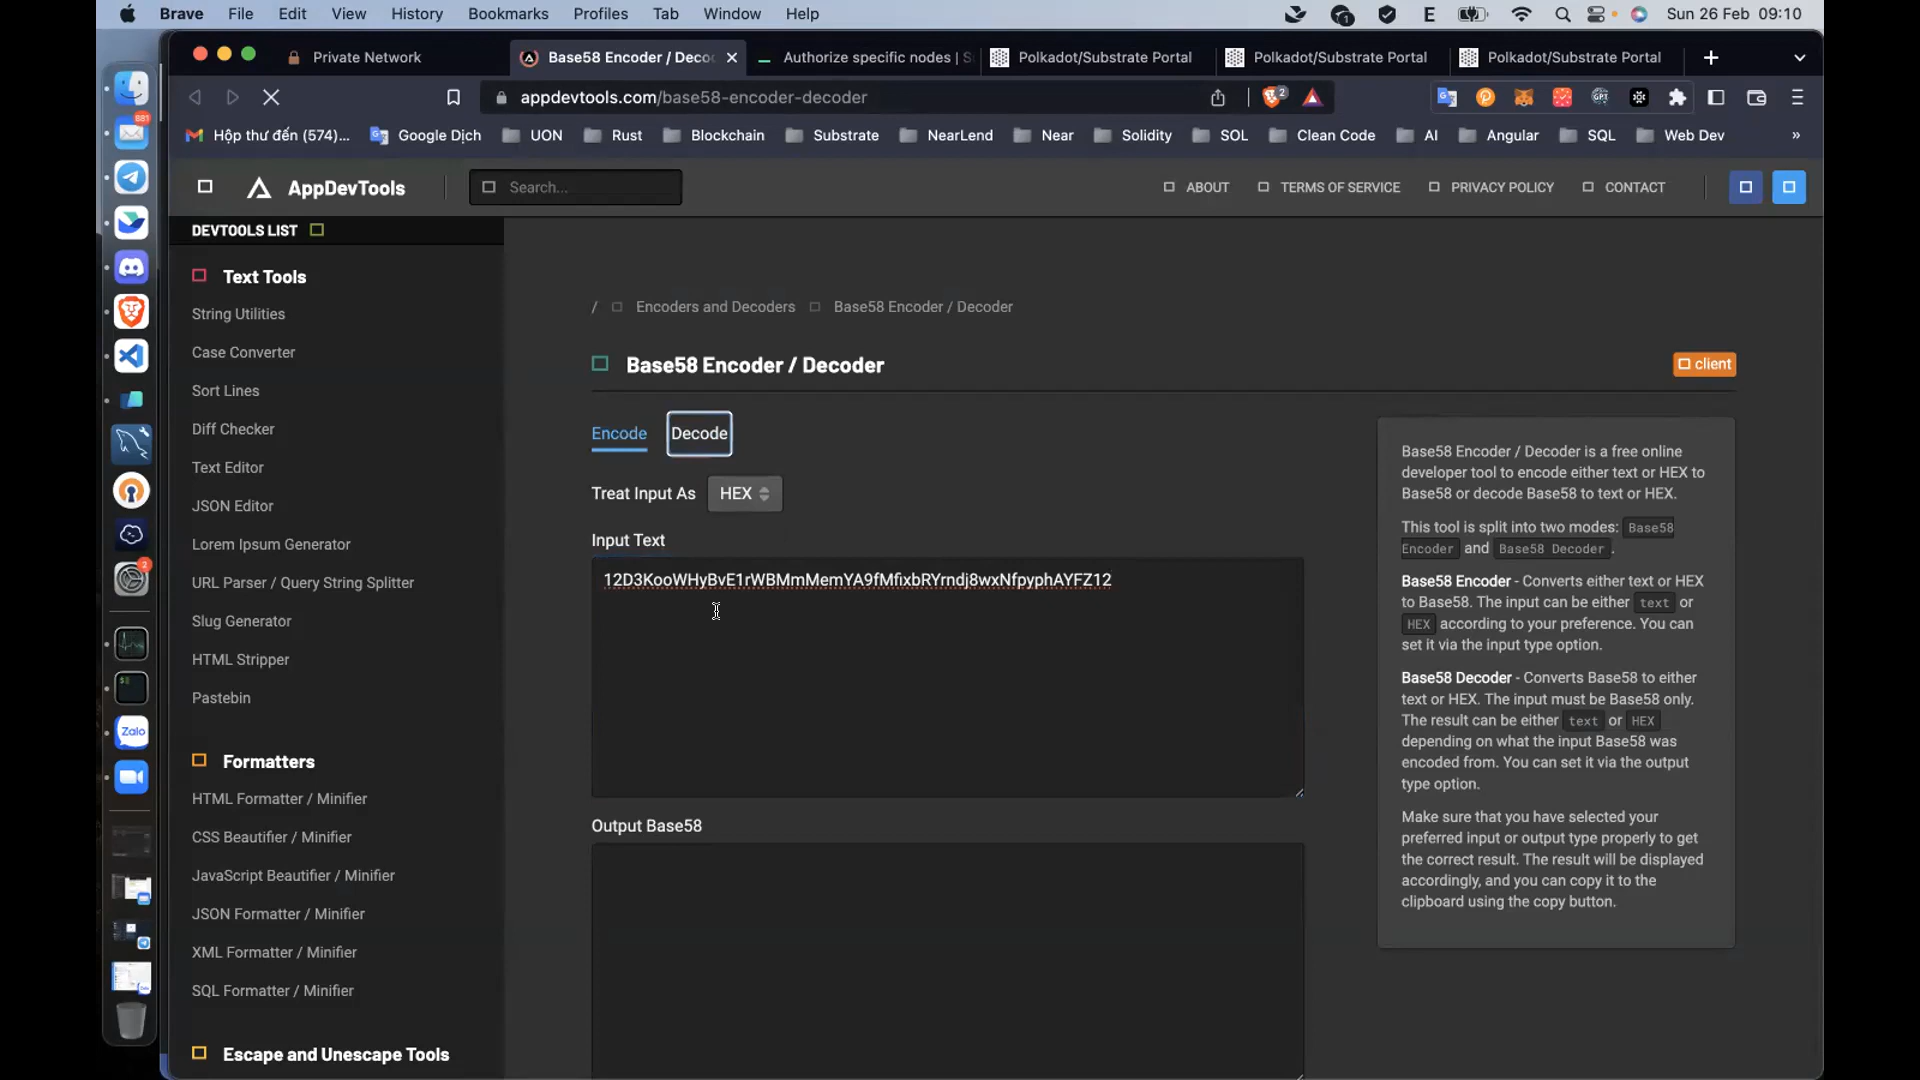 Brave File Edit View History Bookmarks Profiles Tab Window Help E Sun 26 Feb 09:10
Private Network Base58 Encoder / Deco Authorize specific nodes | S Polkadot/Substrate Portal Polkadot/Substrate Portal Polkadot/Substrate Portal
appdevtools.com/base58-encoder-decoder 2 GPT
Hộp thư đến (574)... Google Dịch UON Rust Blockchain Substrate NearLend Near Solidity SOL Clean Code AI Angular SQL Web Dev »
AppDevTools Search... ABOUT TERMS OF SERVICE PRIVACY POLICY CONTACT
DEVTOOLS LIST
Text Tools
String Utilities
Case Converter
Sort Lines
Diff Checker
Text Editor
JSON Editor
Lorem Ipsum Generator
URL Parser / Query String Splitter
Slug Generator
HTML Stripper
Pastebin
Formatters
HTML Formatter / Minifier
CSS Beautifier / Minifier
JavaScript Beautifier / Minifier
JSON Formatter / Minifier
XML Formatter / Minifier
SQL Formatter / Minifier
Escape and Unescape Tools
/ Encoders and Decoders Base58 Encoder / Decoder
Base58 Encoder / Decoder client
Encode Decode
Treat Input As HEX
Input Text
12D3KooWHyBvE1rWBMmMemYA9fMfixbRYrndj8wxNfpyphAYFZ12
Output Base58
Base58 Encoder / Decoder is a free online
developer tool to encode either text or HEX to
Base58 or decode Base58 to text or HEX.
This tool is split into two modes: Base58
Encoder and Base58 Decoder.
Base58 Encoder - Converts either text or HEX
to Base58. The input can be either text or
HEX according to your preference. You can
set it via the input type option.
Base58 Decoder - Converts Base58 to either
text or HEX. The input must be Base58 only.
The result can be either text or HEX
depending on what the input Base58 was
encoded from. You can set it via the output
type option.
Make sure that you have selected your
preferred input or output type properly to get
the correct result. The result will be displayed
accordingly, and you can copy it to the
clipboard using the copy button.
881
2
Zalo